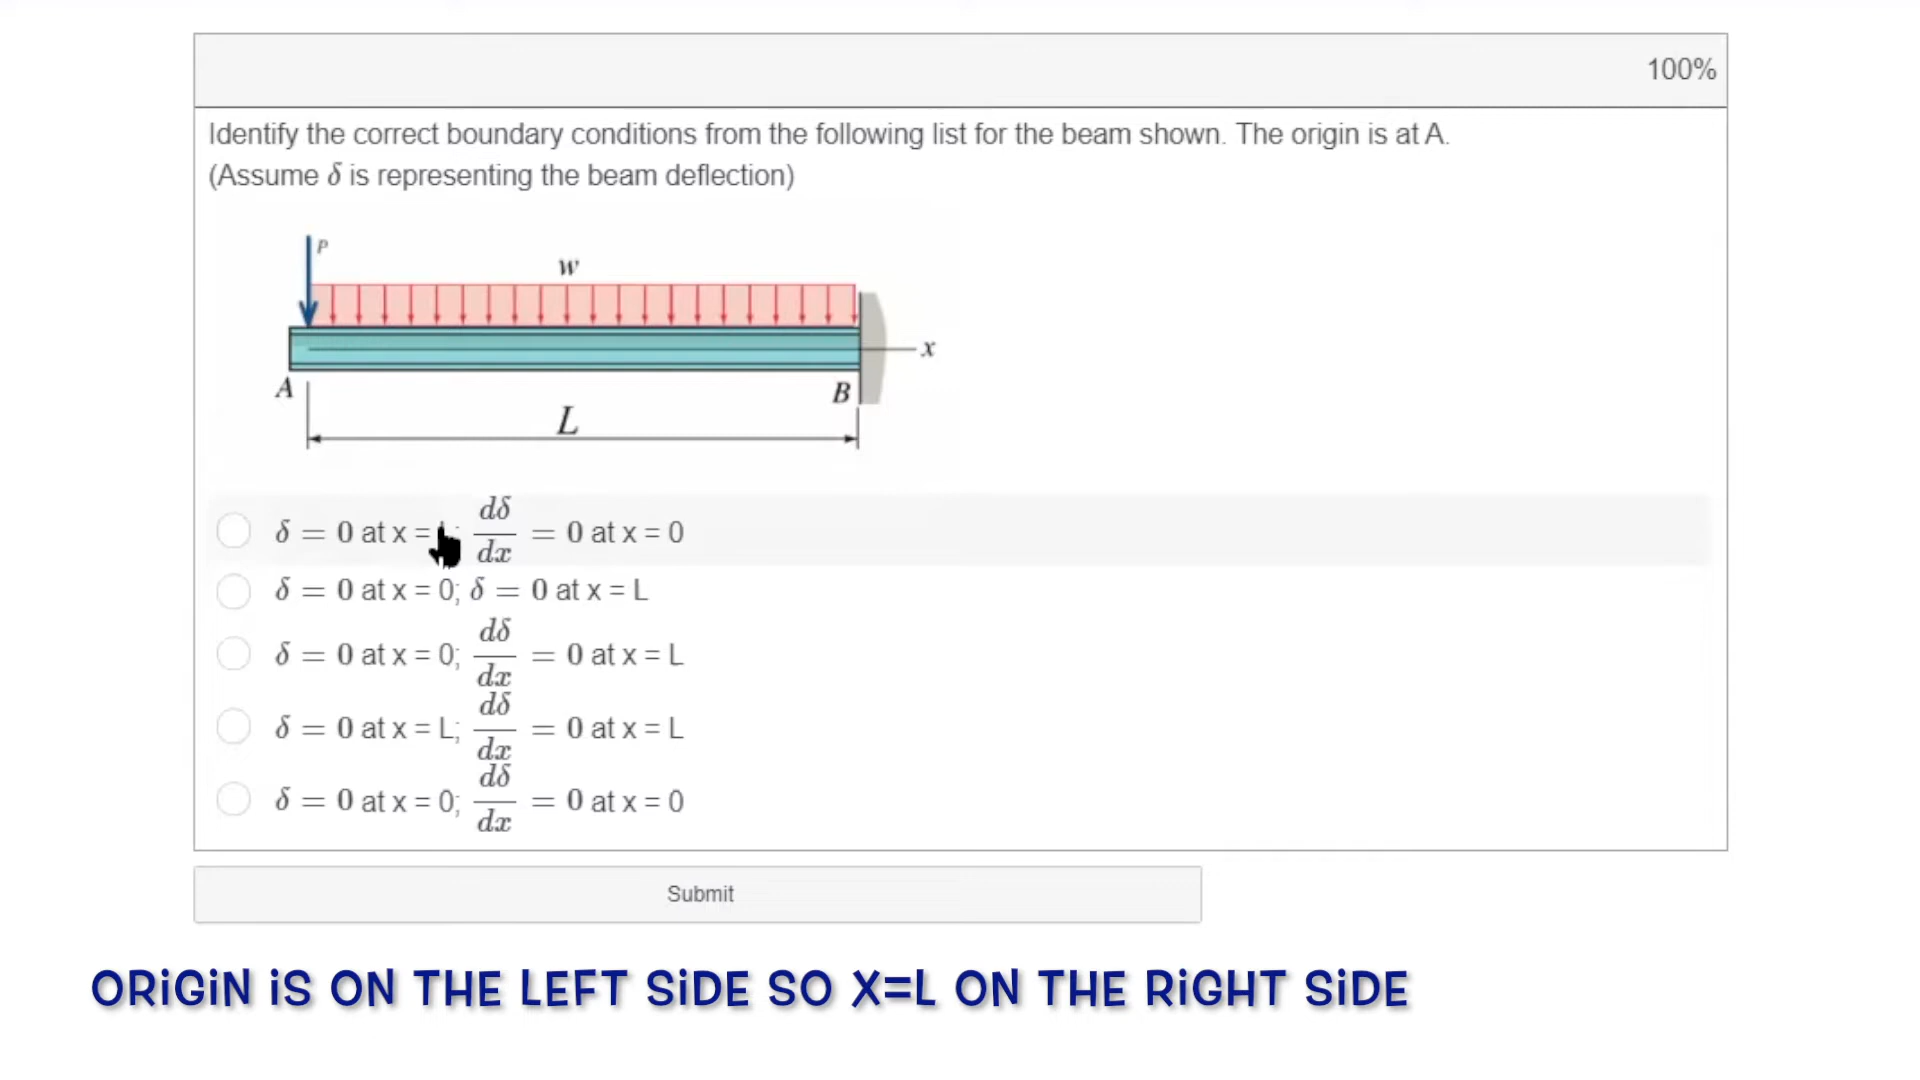 100%
Identify the correct boundary conditions from the following list for the beam shown. The origin is at A.
(Assume δ is representing the beam deflection)
P
w
x
A
B
L
δ = 0 at x = ; dδ/dx = 0 at x = 0
δ = 0 at x = 0; δ = 0 at x = L
δ = 0 at x = 0; dδ/dx = 0 at x = L
δ = 0 at x = L; dδ/dx = 0 at x = L
δ = 0 at x = 0; dδ/dx = 0 at x = 0
Submit
ORIGIN IS ON THE LEFT SIDE SO X=L ON THE RIGHT SIDE